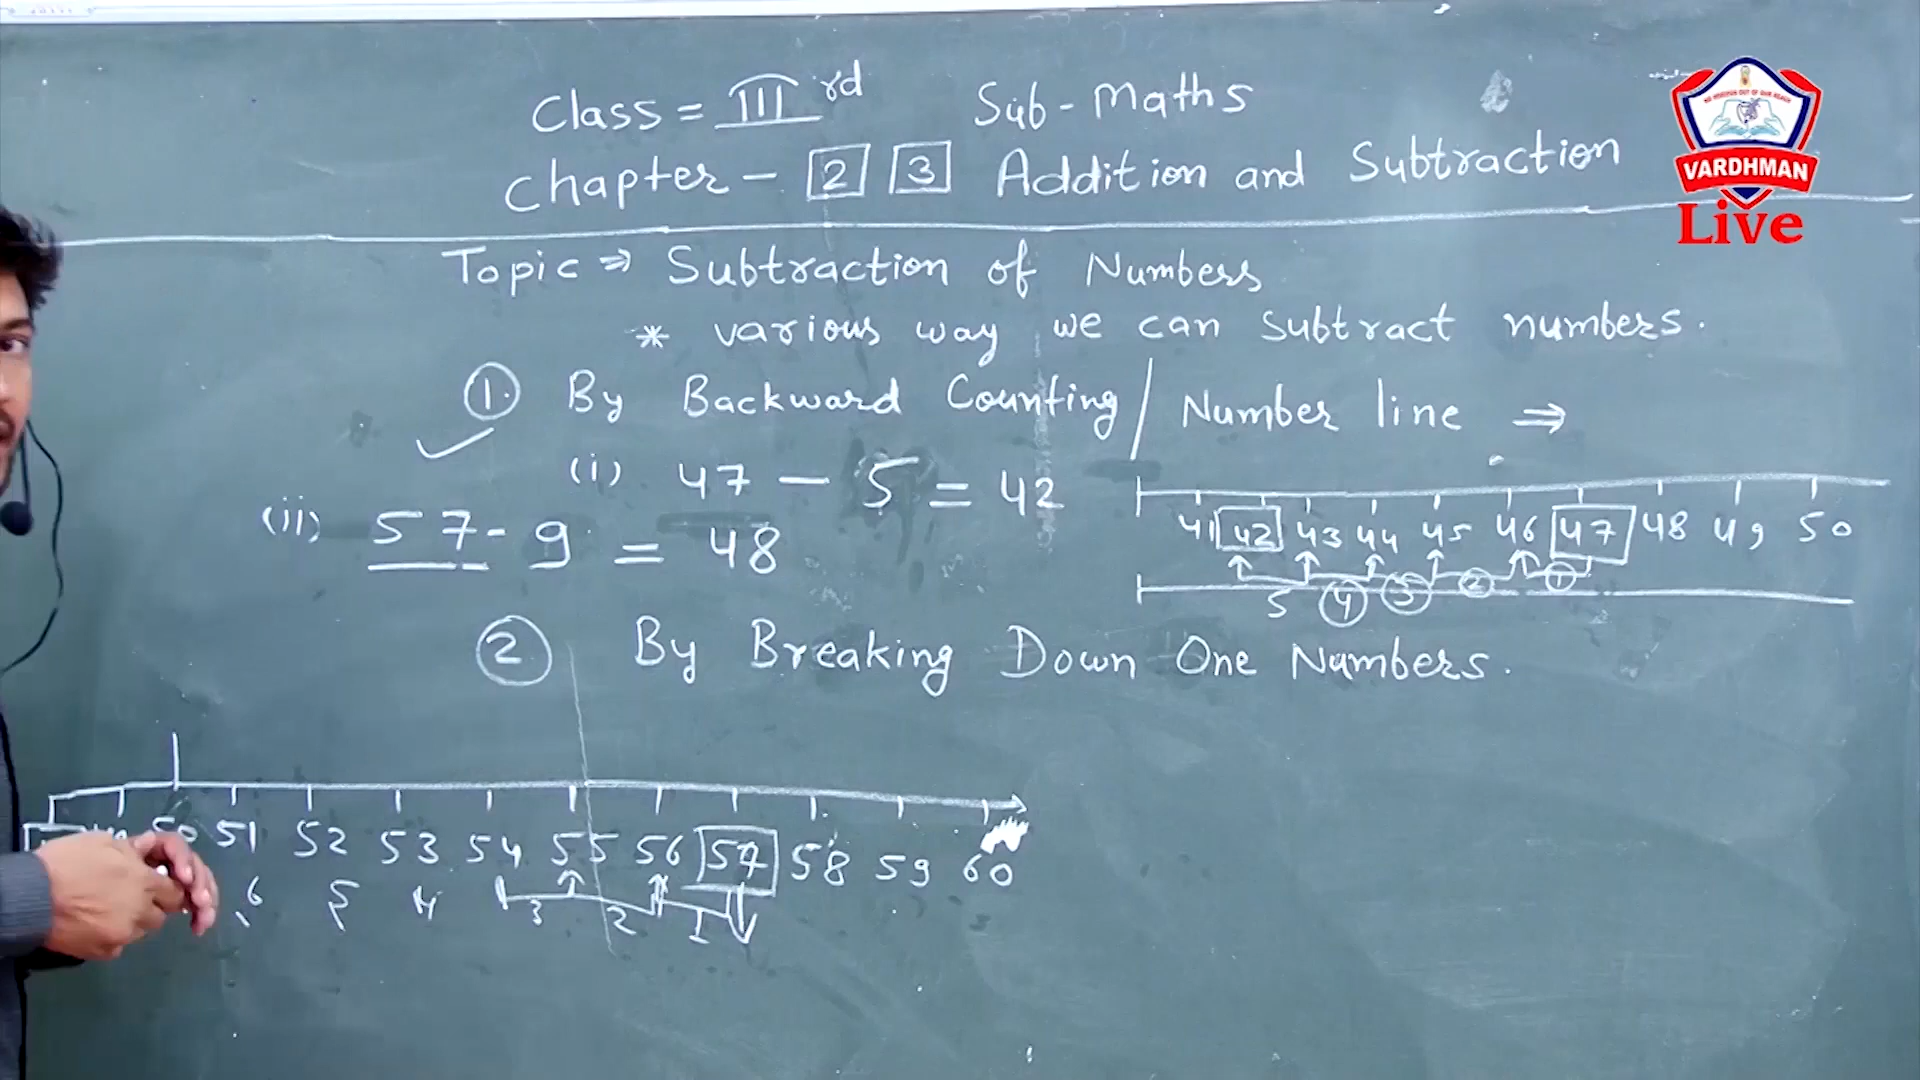 Class = III rd Sub - Maths
Chapter - 2 3 Addition and Subtraction
VARDHMAN
Live
Topic ⇒ Subtraction of Numbers
* various way we can subtract numbers.
1. By Backward Counting / Number line ⇒
(i) 47 - 5 = 42
41 42 43 44 45 46 47 48 49 50
5 4 3 2 1
(ii) 57 - 9 = 48
2 By Breaking Down One Numbers.
50 51 52 53 54 55 56 57 58 59 60
6 5 4 3 2 1